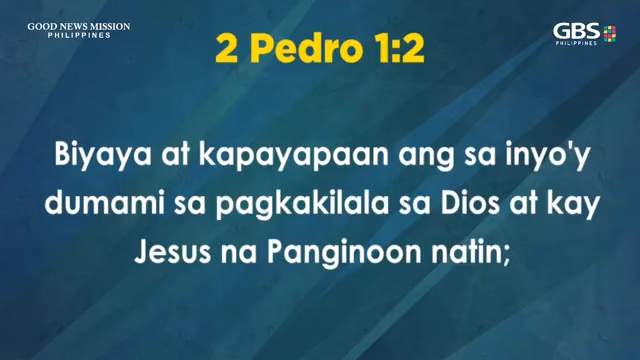 GOOD NEWS MISSION
PHILIPPINES
GBS
PHILIPPINES
2 Pedro 1:2
Biyaya at kapayapaan ang sa inyo'y
dumami sa pagkakilala sa Dios at kay
Jesus na Panginoon natin;